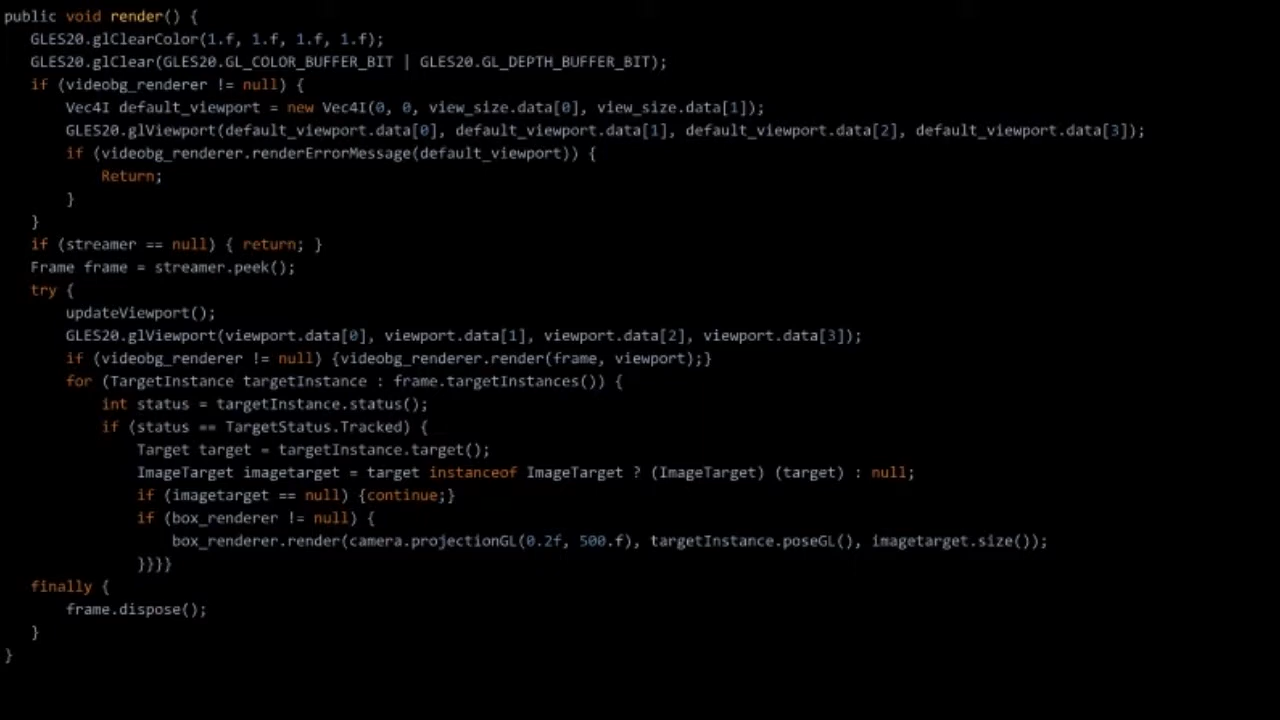 public void render() {
GLES20.glClearColor(1.f, 1.f, 1.f, 1.f);
GLES20.glClear(GLES20.GL_COLOR_BUFFER_BIT | GLES20.GL_DEPTH_BUFFER_BIT);
if (videobg_renderer != null) {
Vec4I default_viewport = new Vec4I(0, 0, view_size.data[0], view_size.data[1]);
GLES20.glViewport(default_viewport.data[0], default_viewport.data[1], default_viewport.data[2], default_viewport.data[3]);
if (videobg_renderer.renderErrorMessage(default_viewport)) {
Return;
}
}
if (streamer == null) { return; }
Frame frame = streamer.peek();
try {
updateViewport();
GLES20.glViewport(viewport.data[0], viewport.data[1], viewport.data[2], viewport.data[3]);
if (videobg_renderer != null) {videobg_renderer.render(frame, viewport);}
for (TargetInstance targetInstance : frame.targetInstances()) {
int status = targetInstance.status();
if (status == TargetStatus.Tracked) {
Target target = targetInstance.target();
ImageTarget imagetarget = target instanceof ImageTarget ? (ImageTarget) (target) : null;
if (imagetarget == null) {continue;}
if (box_renderer != null) {
box_renderer.render(camera.projectionGL(0.2f, 500.f), targetInstance.poseGL(), imagetarget.size());
}}}}
finally {
frame.dispose();
}
}